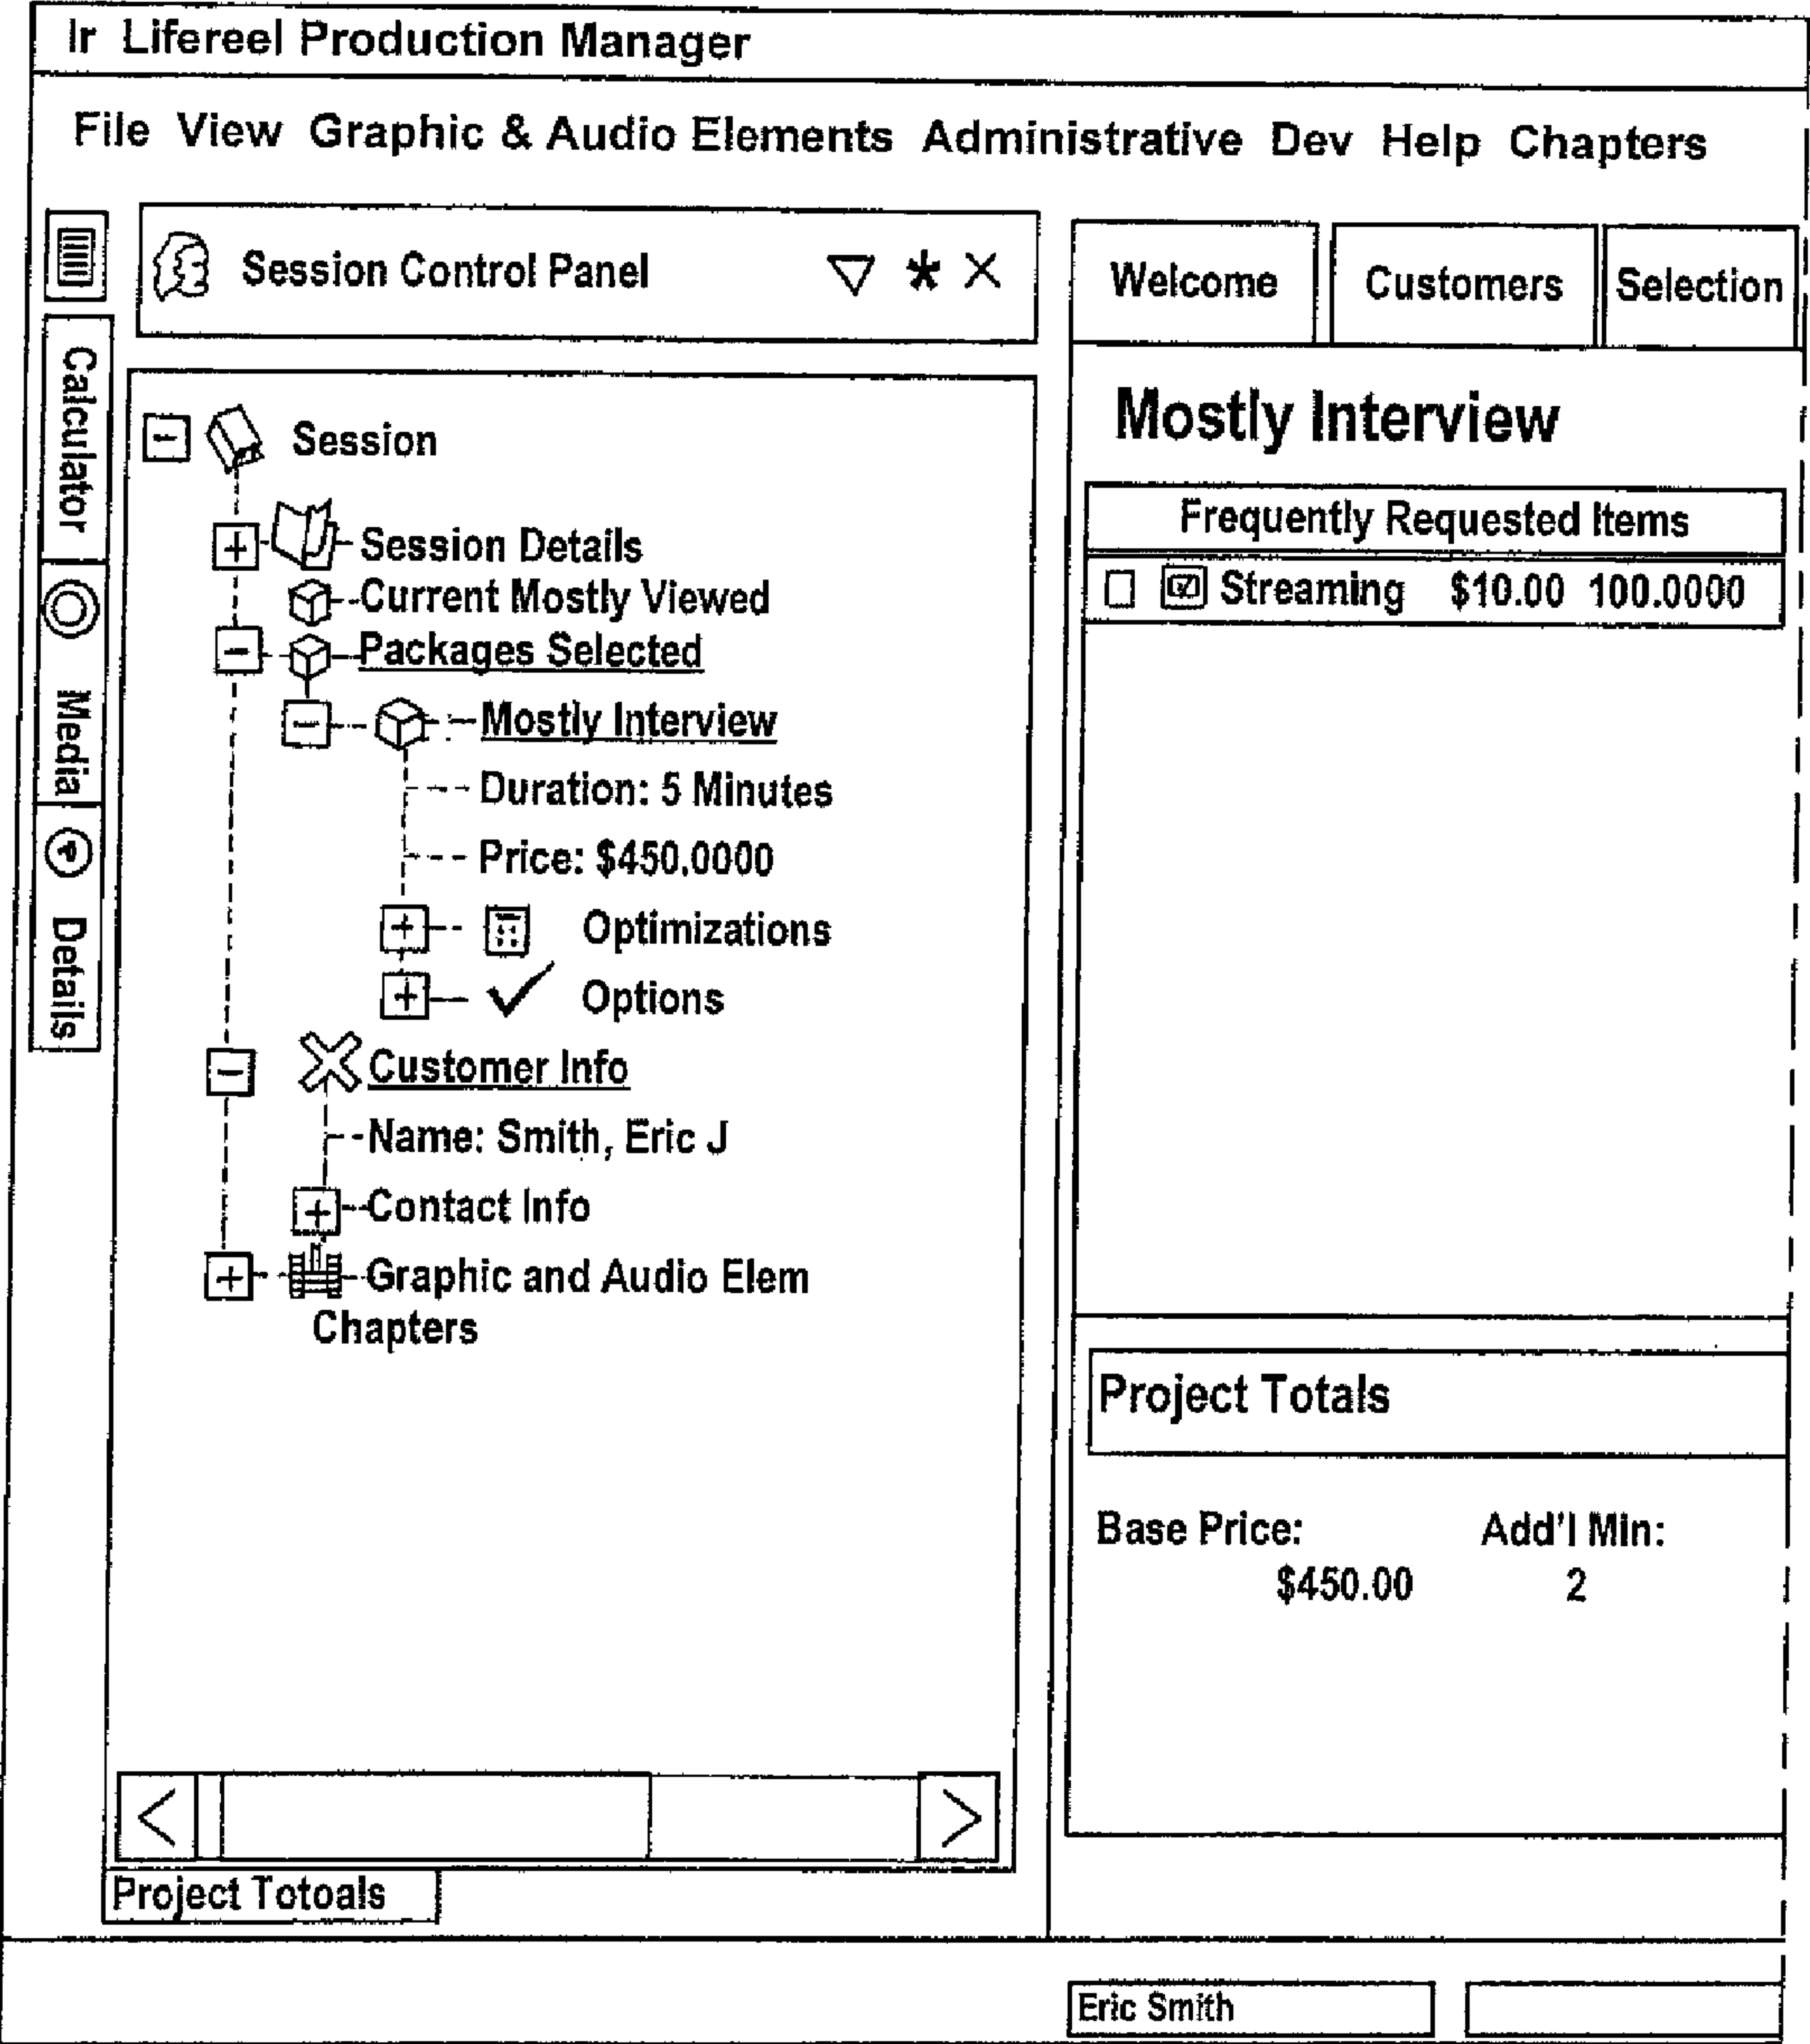 lr Lifereel Production Manager
File View Graphic & Audio Elements Administrative Dev Help Chapters
Calculator
Media
Details
Session Control Panel
Session
Session Details
Current Mostly Viewed
Packages Selected
Mostly Interview
Duration: 5 Minutes
Price: $450.0000
Optimizations
Options
Customer Info
Name: Smith, Eric J
Contact Info
Graphic and Audio Elem
Chapters
Project Totoals
Welcome Customers Selection
Mostly Interview
Frequently Requested Items
Streaming $10.00 100.0000
Project Totals
Base Price: Add'l Min:
$450.00 2
Eric Smith